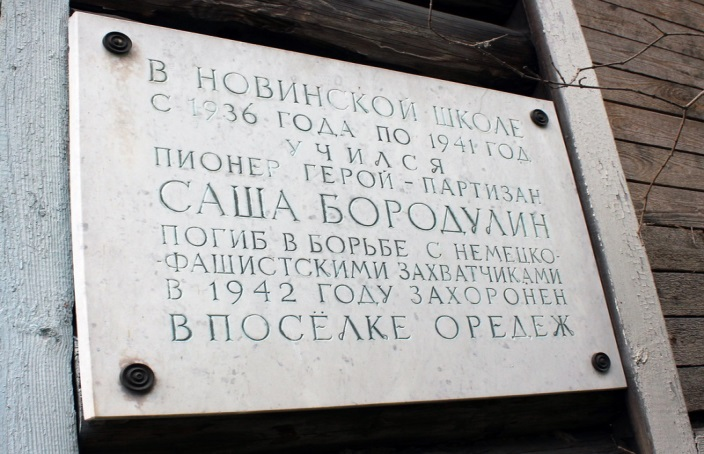 В НОВИНСКОЙ ШКОЛЕ
С 1936 ГОДА ПО 1941 ГОД
УЧИЛСЯ
ПИОНЕР ГЕРОЙ - ПАРТИЗАН
САША БОРОДУЛИН
ПОГИБ В БОРЬБЕ С НЕМЕЦКО-
-ФАШИСТСКИМИ ЗАХВАТЧИКАМИ
В 1942 ГОДУ ЗАХОРОНЕН
В ПОСЁЛКЕ ОРЕДЕЖ